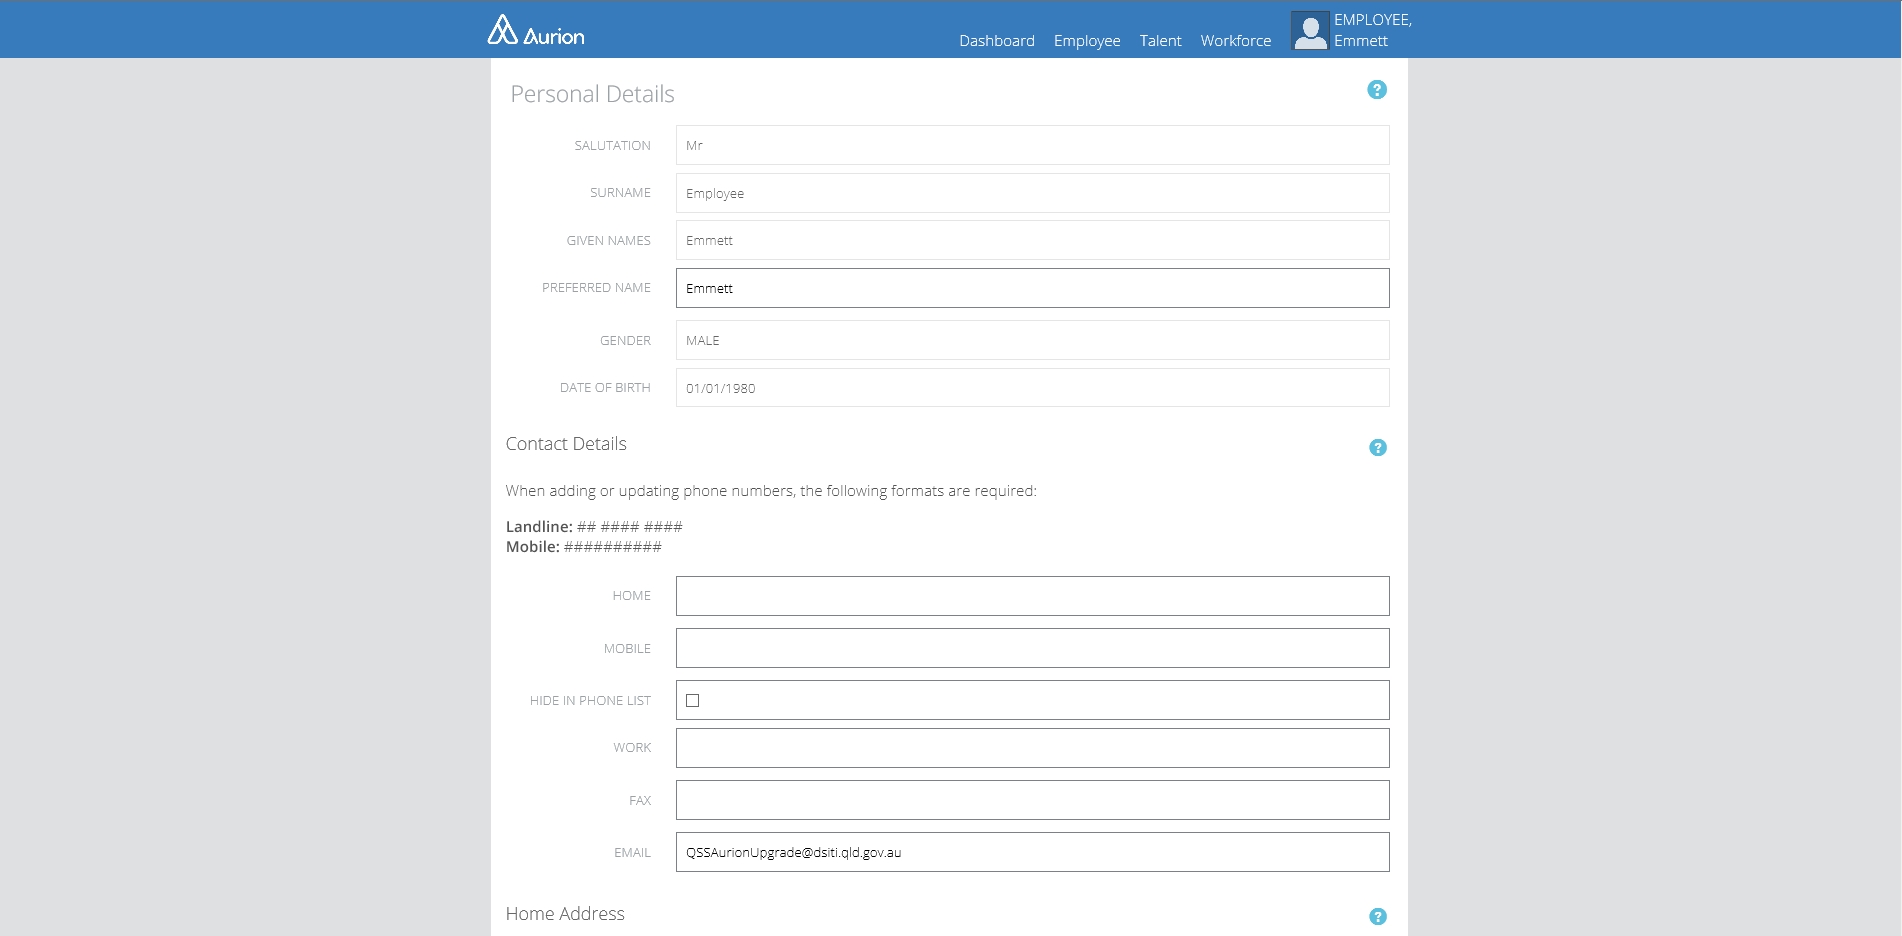 Aurion
Dashboard Employee Talent Workforce
EMPLOYEE,
Emmett
Personal Details
?
SALUTATION Mr
SURNAME Employee
GIVEN NAMES Emmett
PREFERRED NAME Emmett
GENDER MALE
DATE OF BIRTH 01/01/1980
Contact Details
?
When adding or updating phone numbers, the following formats are required:
Landline: ## #### ####
Mobile: ##########
HOME
MOBILE
HIDE IN PHONE LIST
WORK
FAX
EMAIL QSSAurionUpgrade@dsiti.qld.gov.au
Home Address
?